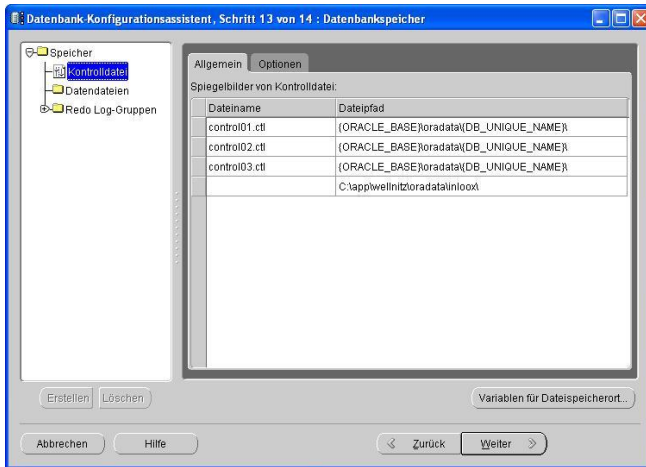 Datenbank-Konfigurationsassistent, Schritt 13 von 14 : Datenbankspeicher
Speicher
Kontrolldatei
Datendateien
Redo Log-Gruppen
Allgemein Optionen
Spiegelbilder von Kontrolldatei:
Dateiname Dateipfad
control01.ctl {ORACLE_BASE}\oradata\{DB_UNIQUE_NAME}\
control02.ctl {ORACLE_BASE}\oradata\{DB_UNIQUE_NAME}\
control03.ctl {ORACLE_BASE}\oradata\{DB_UNIQUE_NAME}\
C:\app\wellnitz\oradata\inloox\
Erstellen Löschen Variablen für Dateispeicherort...
Abbrechen Hilfe Zurück Weiter